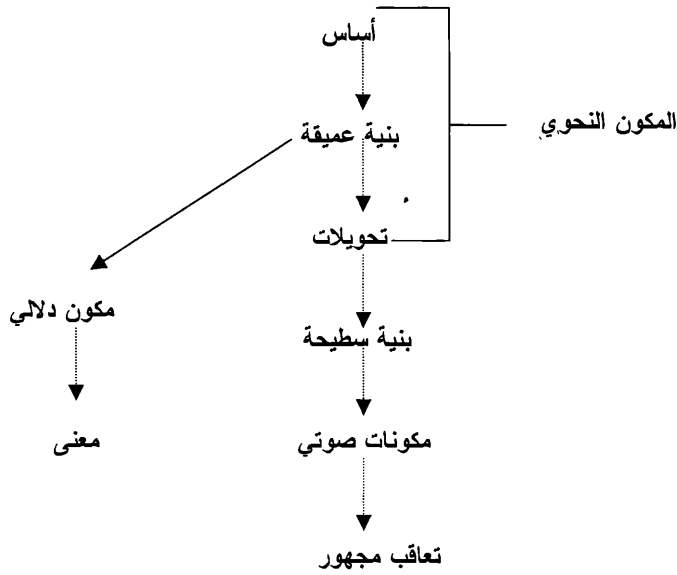 أساس
المكون النحوي
بنية عميقة
تحويلات
مكون دلالي
بنية سطيحة
معنى
مكونات صوتي
تعاقب مجهور